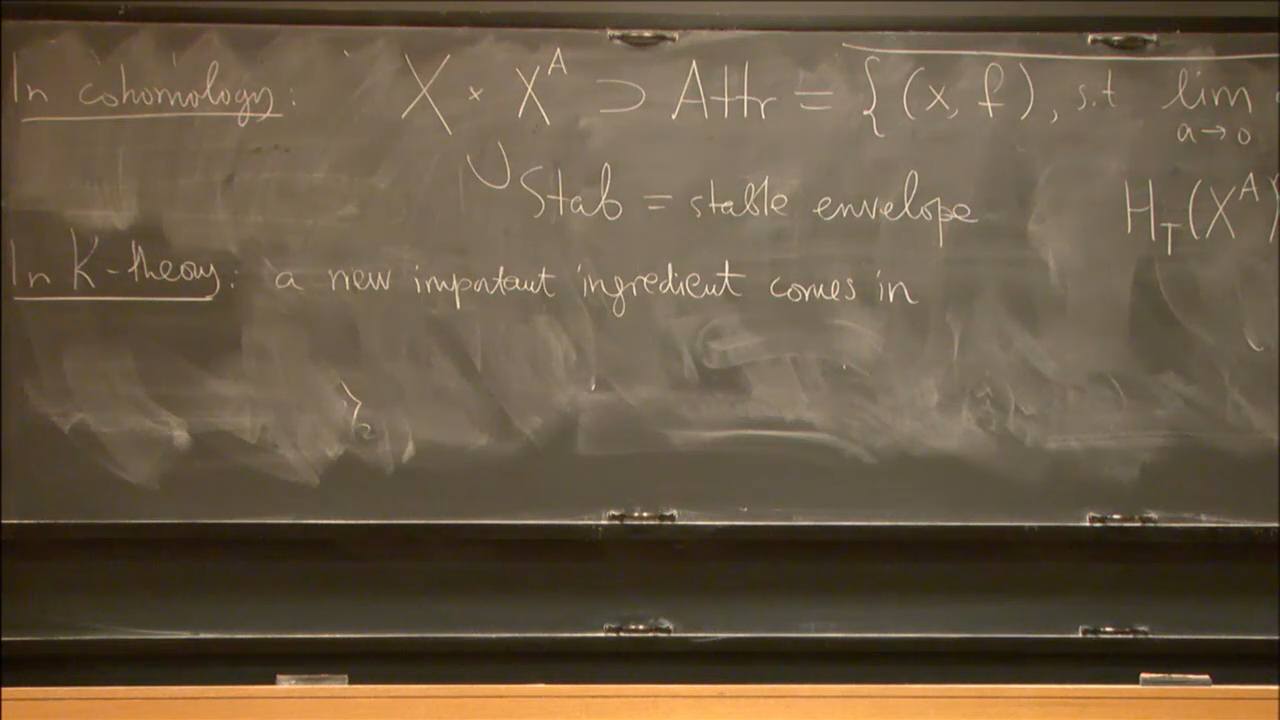 In cohomology: X × X^A ⊃ Attr = {(x, f), s.t lim a→0
∪ Stab = stable envelope H_T(X^A)
In K-theory: a new important ingredient comes in